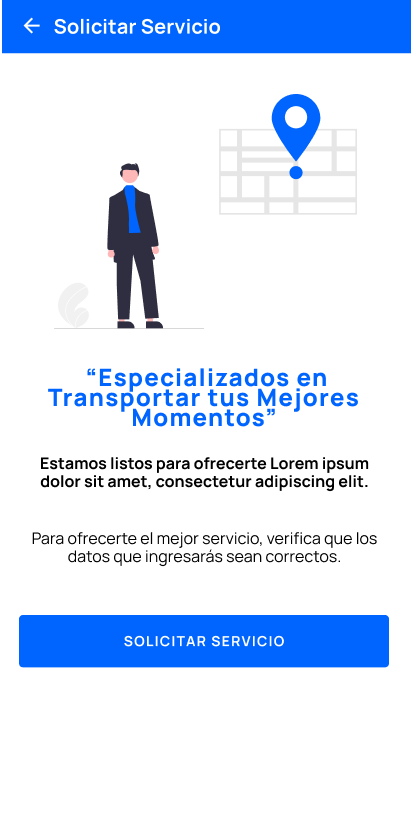 Solicitar Servicio
“Especializados en
Transportar tus Mejores
Momentos”
Estamos listos para ofrecerte Lorem ipsum
dolor sit amet, consectetur adipiscing elit.
Para ofrecerte el mejor servicio, verifica que los
datos que ingresarás sean correctos.
SOLICITAR SERVICIO